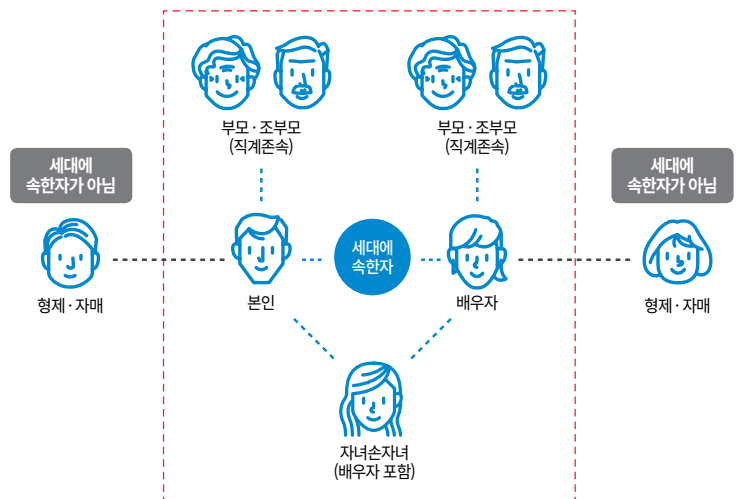 부모 · 조부모
(직계존속)
부모 · 조부모
(직계존속)
세대에
속한자가 아님
세대에
속한자가 아님
세대에
속한자
형제 · 자매
본인
배우자
형제 · 자매
자녀손자녀
(배우자 포함)